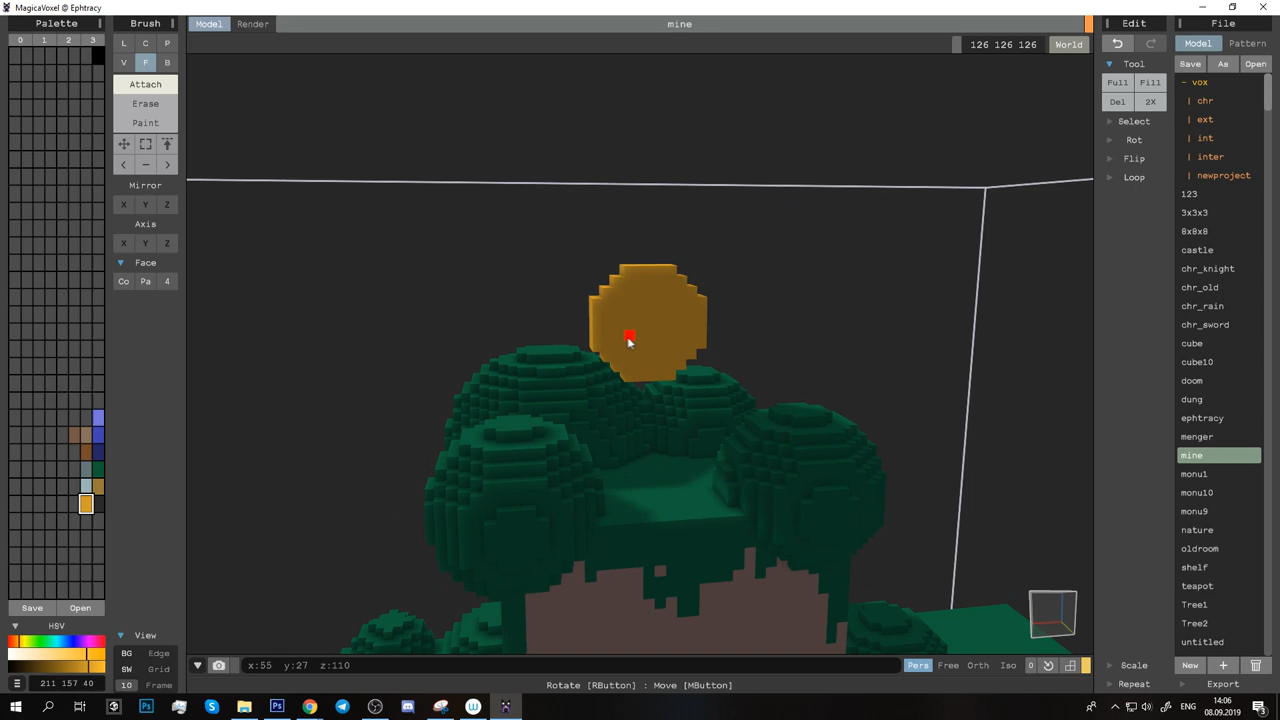 MagicaVoxel @ Ephtracy
Palette
Brush
Model
Render
mine
Edit
File
0 1 2 3
L C P
V F B
126 126 126
World
Tool
Model
Pattern
Save As Open
Attach
Erase
Paint
Full Fill
Del 2X
Select
Rot
Flip
Loop
- vox
| chr
| ext
| int
| inter
| newproject
123
3x3x3
8x8x8
castle
chr_knight
chr_old
chr_rain
chr_sword
cube
cube10
doom
dung
ephtracy
menger
mine
monu1
monu10
monu9
nature
oldroom
shelf
teapot
Tree1
Tree2
untitled
< - >
Mirror
X Y Z
Axis
X Y Z
Face
Co Pa 4
Save Open
HSV
211 157 40
View
BG Edge
SW Grid
10 Frame
x:55 y:27 z:110
Pers Free Orth Iso 0
Rotate [RButton] : Move [MButton]
Scale
Repeat
New + 
Export
ENG
14:06
08.09.2019
3